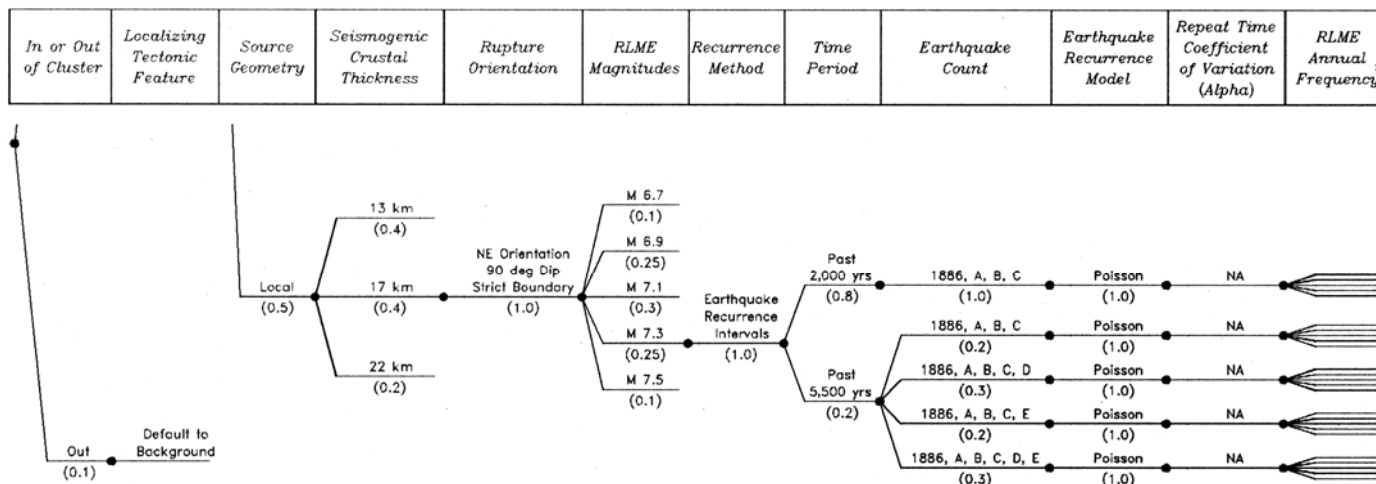 In or Out
of Cluster
Localizing
Tectonic
Feature
Source
Geometry
Seismogenic
Crustal
Thickness
Rupture
Orientation
RLME
Magnitudes
Recurrence
Method
Time
Period
Earthquake
Count
Earthquake
Recurrence
Model
Repeat Time
Coefficient
of Variation
(Alpha)
RLME
Annual
Frequency
Out
(0.1)
Default to
Background
Local
(0.5)
13 km
(0.4)
17 km
(0.4)
22 km
(0.2)
NE Orientation
90 deg Dip
Strict Boundary
(1.0)
M 6.7
(0.1)
M 6.9
(0.25)
M 7.1
(0.3)
M 7.3
(0.25)
M 7.5
(0.1)
Earthquake
Recurrence
Intervals
(1.0)
Past
2,000 yrs
(0.8)
Past
5,500 yrs
(0.2)
1886, A, B, C
(1.0)
Poisson
(1.0)
NA
1886, A, B, C
(0.2)
Poisson
(1.0)
NA
1886, A, B, C, D
(0.3)
Poisson
(1.0)
NA
1886, A, B, C, E
(0.2)
Poisson
(1.0)
NA
1886, A, B, C, D, E
(0.3)
Poisson
(1.0)
NA